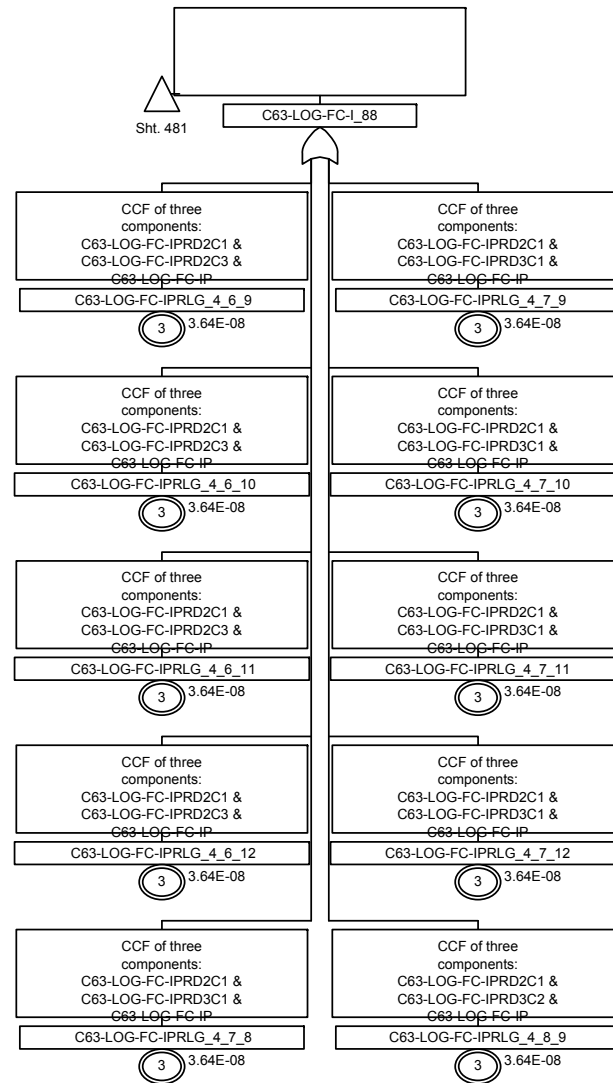 Sht. 481
C63-LOG-FC-I_88
CCF of three
components:
C63-LOG-FC-IPRD2C1 &
C63-LOG-FC-IPRD2C3 &
C63-LOG-FC-IP
C63-LOG-FC-IPRLG_4_6_9
3
3.64E-08
CCF of three
components:
C63-LOG-FC-IPRD2C1 &
C63-LOG-FC-IPRD3C1 &
C63-LOG-FC-IP
C63-LOG-FC-IPRLG_4_7_9
3
3.64E-08
CCF of three
components:
C63-LOG-FC-IPRD2C1 &
C63-LOG-FC-IPRD2C3 &
C63-LOG-FC-IP
C63-LOG-FC-IPRLG_4_6_10
3
3.64E-08
CCF of three
components:
C63-LOG-FC-IPRD2C1 &
C63-LOG-FC-IPRD3C1 &
C63-LOG-FC-IP
C63-LOG-FC-IPRLG_4_7_10
3
3.64E-08
CCF of three
components:
C63-LOG-FC-IPRD2C1 &
C63-LOG-FC-IPRD2C3 &
C63-LOG-FC-IP
C63-LOG-FC-IPRLG_4_6_11
3
3.64E-08
CCF of three
components:
C63-LOG-FC-IPRD2C1 &
C63-LOG-FC-IPRD3C1 &
C63-LOG-FC-IP
C63-LOG-FC-IPRLG_4_7_11
3
3.64E-08
CCF of three
components:
C63-LOG-FC-IPRD2C1 &
C63-LOG-FC-IPRD2C3 &
C63-LOG-FC-IP
C63-LOG-FC-IPRLG_4_6_12
3
3.64E-08
CCF of three
components:
C63-LOG-FC-IPRD2C1 &
C63-LOG-FC-IPRD3C1 &
C63-LOG-FC-IP
C63-LOG-FC-IPRLG_4_7_12
3
3.64E-08
CCF of three
components:
C63-LOG-FC-IPRD2C1 &
C63-LOG-FC-IPRD3C1 &
C63-LOG-FC-IP
C63-LOG-FC-IPRLG_4_7_8
3
3.64E-08
CCF of three
components:
C63-LOG-FC-IPRD2C1 &
C63-LOG-FC-IPRD3C2 &
C63-LOG-FC-IP
C63-LOG-FC-IPRLG_4_8_9
3
3.64E-08